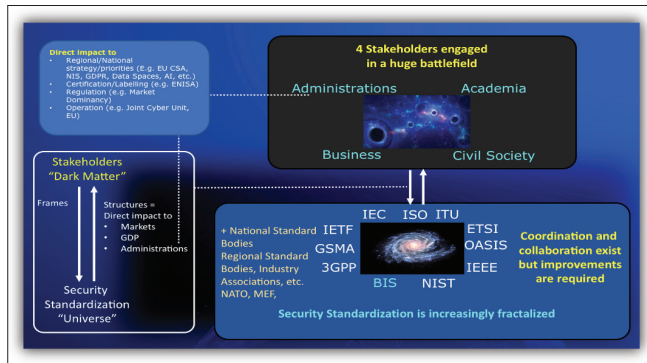 Direct impact to
• Regional/National
strategy/priorities (E.g. EU CSA,
NIS, GDPR, Data Spaces, AI, etc.)
• Certification/Labelling (e.g. ENISA)
• Regulation (e.g. Market
Dominancy)
• Operation (e.g. Joint Cyber Unit,
EU)
4 Stakeholders engaged
in a huge battlefield
Administrations
Academia
Business
Civil Society
Stakeholders
“Dark Matter”
Frames
Structures =
Direct impact to
• Markets
• GDP
• Administrations
Security
Standardization
“Universe”
+ National Standard
Bodies
Regional Standard
Bodies, Industry
Associations, etc.
NATO, MEF,
IEC ISO ITU
IETF
GSMA
3GPP
BIS
NIST
ETSI
OASIS
IEEE
Coordination and
collaboration exist
but improvements
are required
Security Standardization is increasingly fractalized